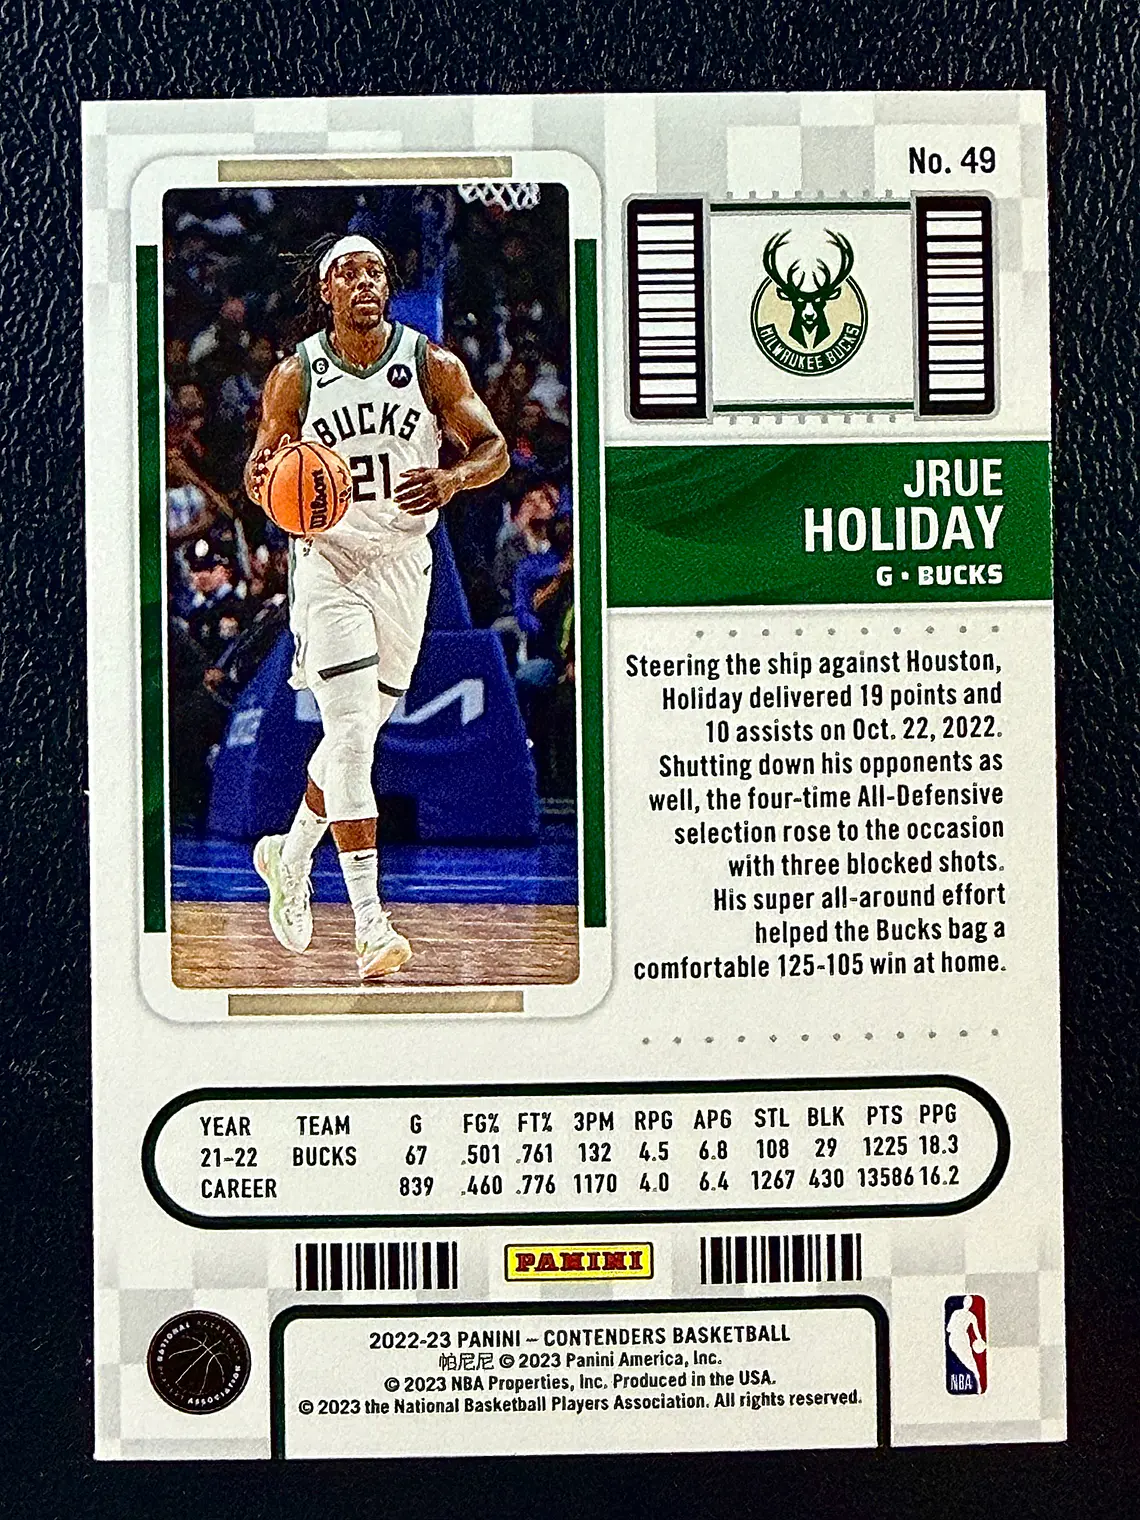 No. 49
MILWAUKEE BUCKS
G
BUCKS
21
Wilson
JRUE
HOLIDAY
G • BUCKS
Steering the ship against Houston,
Holiday delivered 19 points and
10 assists on Oct. 22, 2022.
Shutting down his opponents as
well, the four-time All-Defensive
selection rose to the occasion
with three blocked shots.
His super all-around effort
helped the Bucks bag a
comfortable 125-105 win at home.
YEAR TEAM G FG% FT% 3PM RPG APG STL BLK PTS PPG
21-22 BUCKS 67 .501 .761 132 4.5 6.8 108 29 1225 18.3
CAREER 839 .460 .776 1170 4.0 6.4 1267 430 13586 16.2
PANINI
2022-23 PANINI – CONTENDERS BASKETBALL
帕尼尼 © 2023 Panini America, Inc.
© 2023 NBA Properties, Inc. Produced in the USA.
© 2023 the National Basketball Players Association. All rights reserved.
NATIONAL BASKETBALL PLAYERS ASSOCIATION
NBA